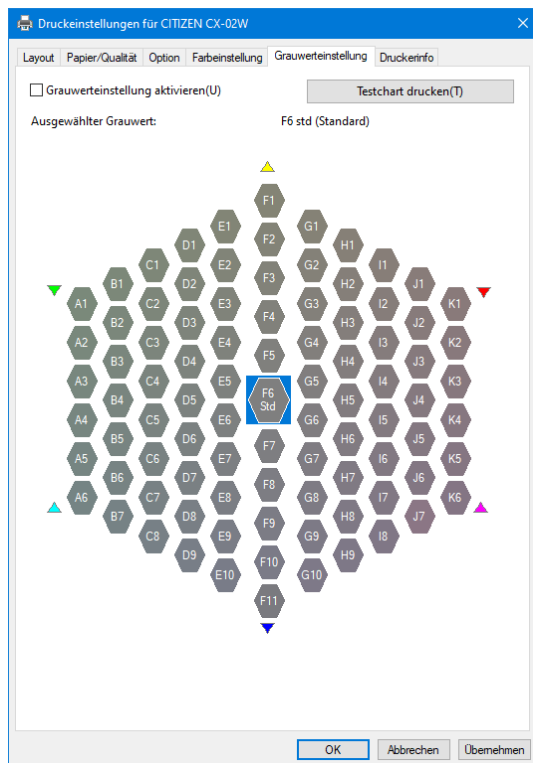 Druckeinstellungen für CITIZEN CX-02W
Layout Papier/Qualität Option Farbeinstellung Grauwerteinstellung Druckerinfo
Grauwerteinstellung aktivieren(U) Testchart drucken(T)
Ausgewählter Grauwert: F6 std (Standard)
F1
E1 G1
D1 F2 H1
C1 E2 G2 I1
B1 D2 F3 H2 J1
A1 C2 E3 G3 I2 K1
B2 D3 F4 H3 J2
A2 C3 E4 G4 I3 K2
B3 D4 F5 H4 J3
A3 C4 E5 G5 I4 K3
B4 D5 F6 Std H5 J4
A4 C5 E6 G6 I5 K4
B5 D6 F7 H6 J5
A5 C6 E7 G7 I6 K5
B6 D7 F8 H7 J6
A6 C7 E8 G8 I7 K6
B7 D8 F9 H8 J7
C8 E9 G9 I8
D9 F10 H9
E10 G10
F11
OK Abbrechen Übernehmen